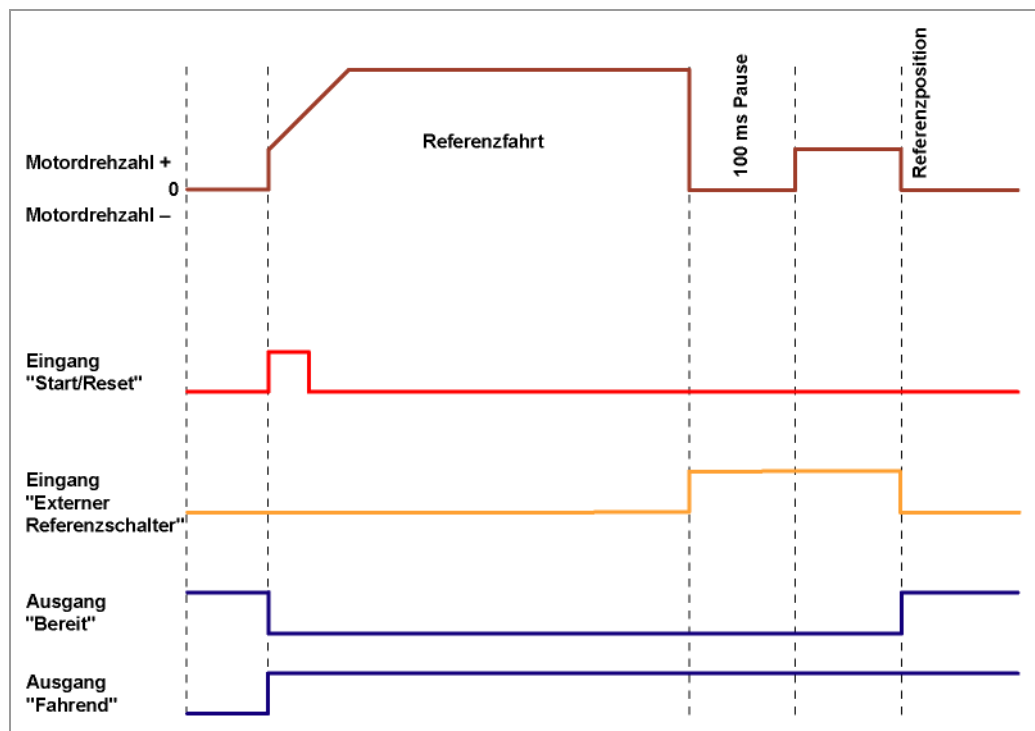 Referenzfahrt
100 ms Pause
Referenzposition
Motordrehzahl +
0
Motordrehzahl –
Eingang
"Start/Reset"
Eingang
"Externer
Referenzschalter"
Ausgang
"Bereit"
Ausgang
"Fahrend"